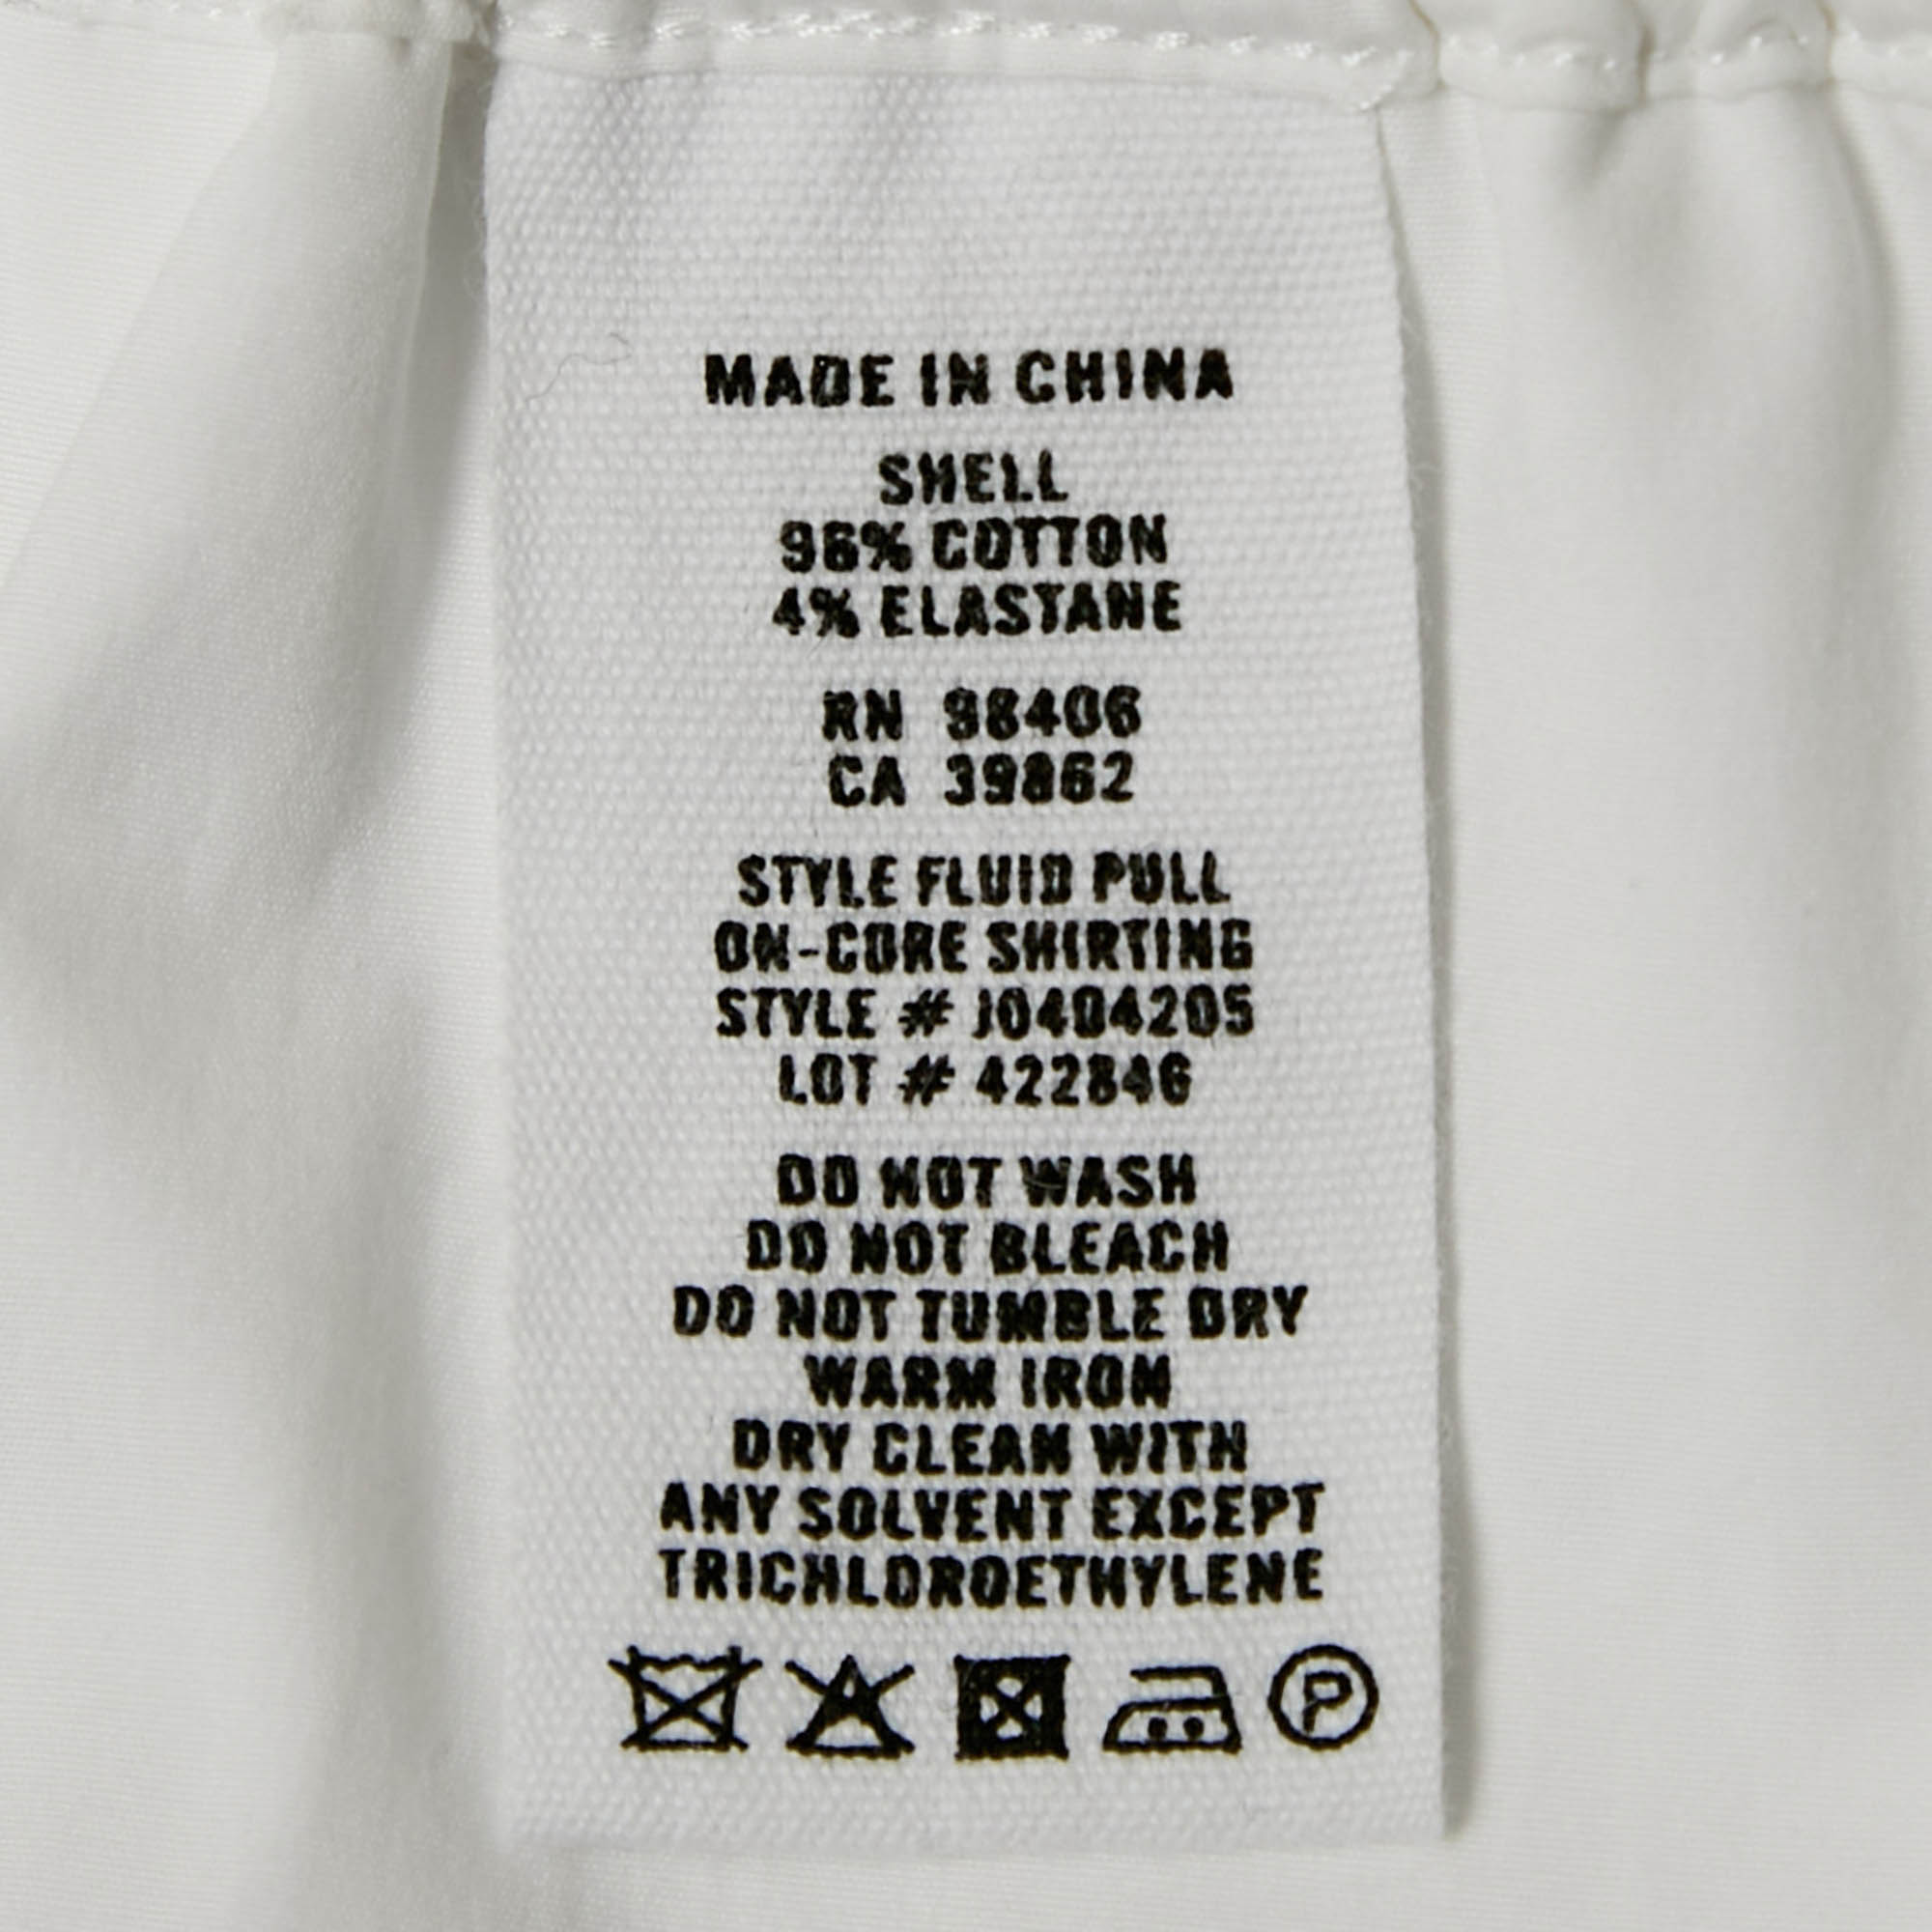 MADE IN CHINA
SHELL
96% COTTON
4% ELASTANE
RN 98406
CA 39862
STYLE FLUID PULL
ON-CORE SHIRTING
STYLE # J0404205
LOT # 422846
DO NOT WASH
DO NOT BLEACH
DO NOT TUMBLE DRY
WARM IRON
DRY CLEAN WITH
ANY SOLVENT EXCEPT
TRICHLOROETHYLENE
P